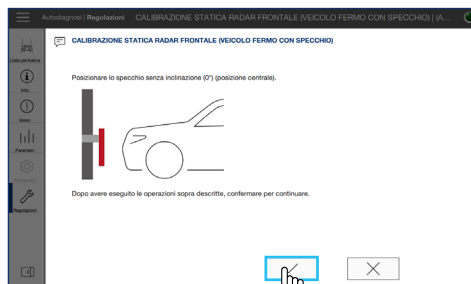 Autodiagnosi | Regolazioni CALIBRAZIONE STATICA RADAR FRONTALE (VEICOLO FERMO CON SPECCHIO) | (A...
CALIBRAZIONE STATICA RADAR FRONTALE (VEICOLO FERMO CON SPECCHIO)
Lista centraline
Info
Posizionare lo specchio senza inclinazione (0°) (posizione centrale).
Errori
Parametri
Attivazioni
Dopo avere eseguito le operazioni sopra descritte, confermare per continuare.
Regolazioni